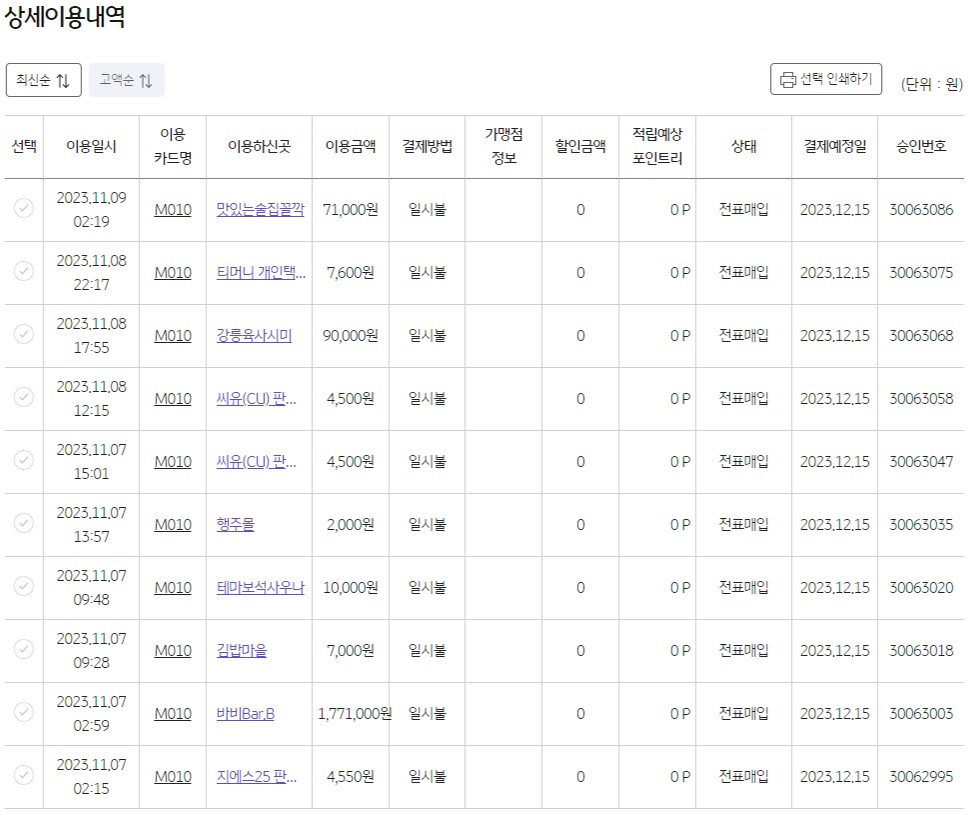 상세이용내역
최신순 고액순 선택 인쇄하기 (단위 : 원)
선택 이용일시 이용 카드명 이용하신곳 이용금액 결제방법 가맹점 정보 할인금액 적립예상 포인트리 상태 결제예정일 승인번호
2023.11.09 02:19 M010 맛있는술집꼴깍 71,000원 일시불 0 0 P 전표매입 2023.12.15 30063086
2023.11.08 22:17 M010 티머니 개인택... 7,600원 일시불 0 0 P 전표매입 2023.12.15 30063075
2023.11.08 17:55 M010 강릉육사시미 90,000원 일시불 0 0 P 전표매입 2023.12.15 30063068
2023.11.08 12:15 M010 씨유(CU) 판... 4,500원 일시불 0 0 P 전표매입 2023.12.15 30063058
2023.11.07 15:01 M010 씨유(CU) 판... 4,500원 일시불 0 0 P 전표매입 2023.12.15 30063047
2023.11.07 13:57 M010 행주몰 2,000원 일시불 0 0 P 전표매입 2023.12.15 30063035
2023.11.07 09:48 M010 테마보석사우나 10,000원 일시불 0 0 P 전표매입 2023.12.15 30063020
2023.11.07 09:28 M010 김밥마을 7,000원 일시불 0 0 P 전표매입 2023.12.15 30063018
2023.11.07 02:59 M010 바비Bar.B 1,771,000원 일시불 0 0 P 전표매입 2023.12.15 30063003
2023.11.07 02:15 M010 지에스25 판... 4,550원 일시불 0 0 P 전표매입 2023.12.15 30062995